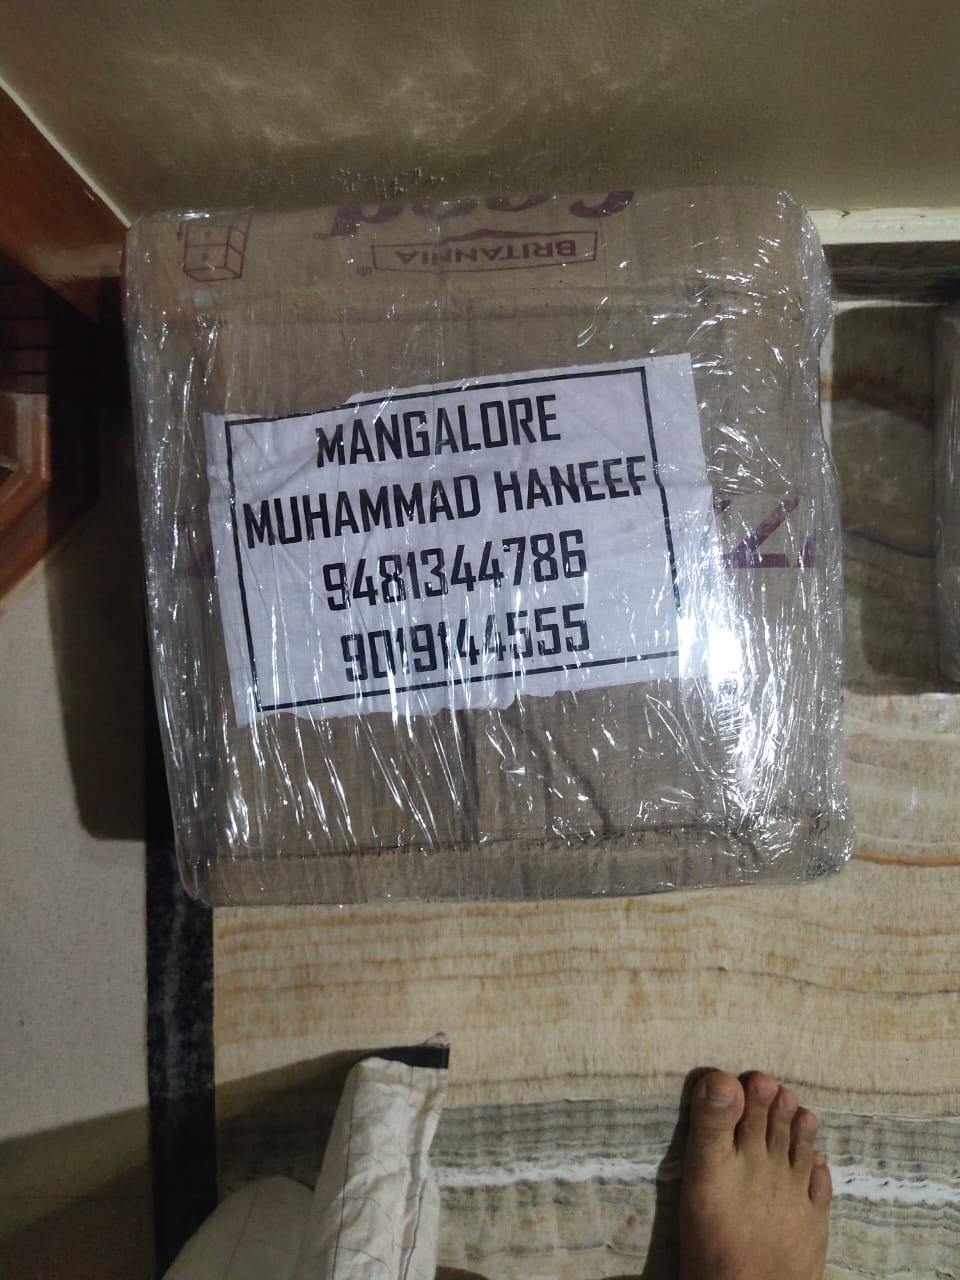 BRITANNIA
MANGALORE
MUHAMMAD HANEEF
9481344786
9019144555